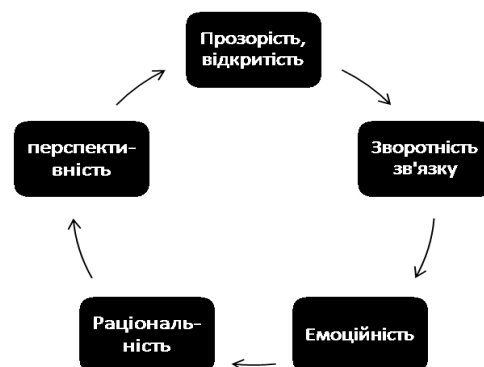 Прозорість,
відкритість
Зворотність
зв'язку
Емоційність
Раціональ-
ність
перспекти-
вність